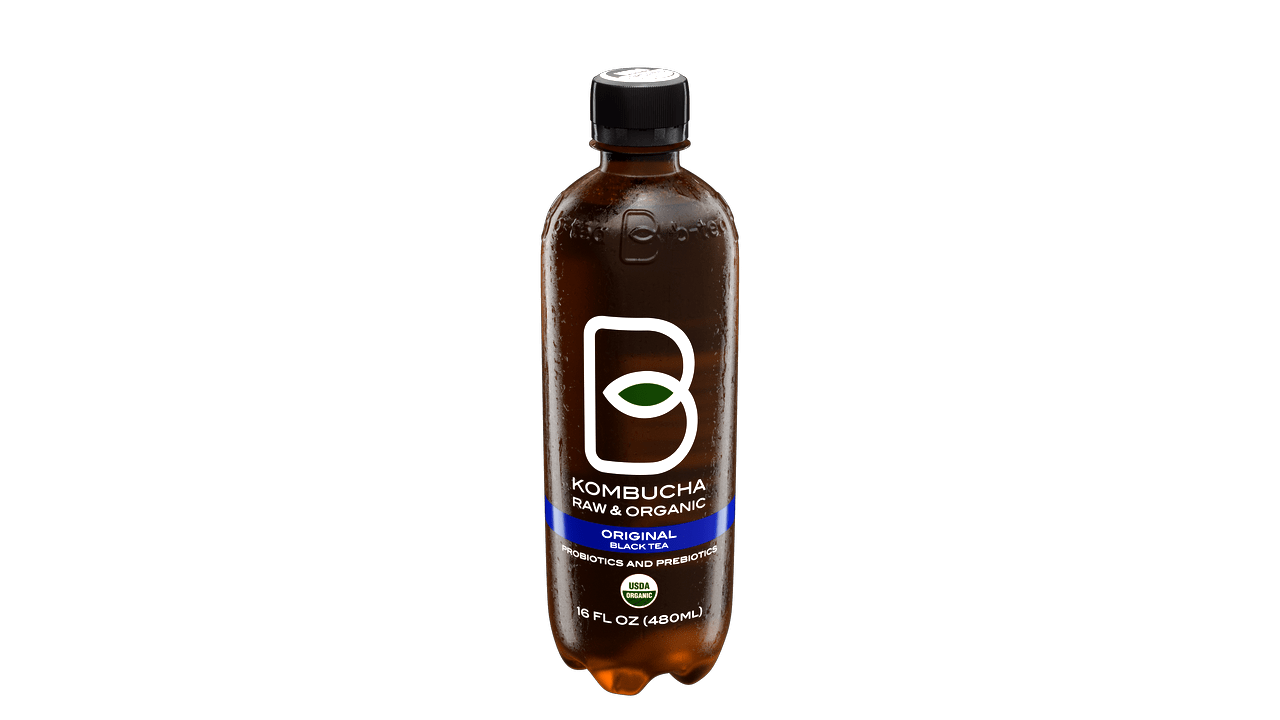 B
KOMBUCHA
RAW & ORGANIC
ORIGINAL
BLACK TEA
PROBIOTICS AND PREBIOTICS
USDA
ORGANIC
16 FL OZ (480ML)